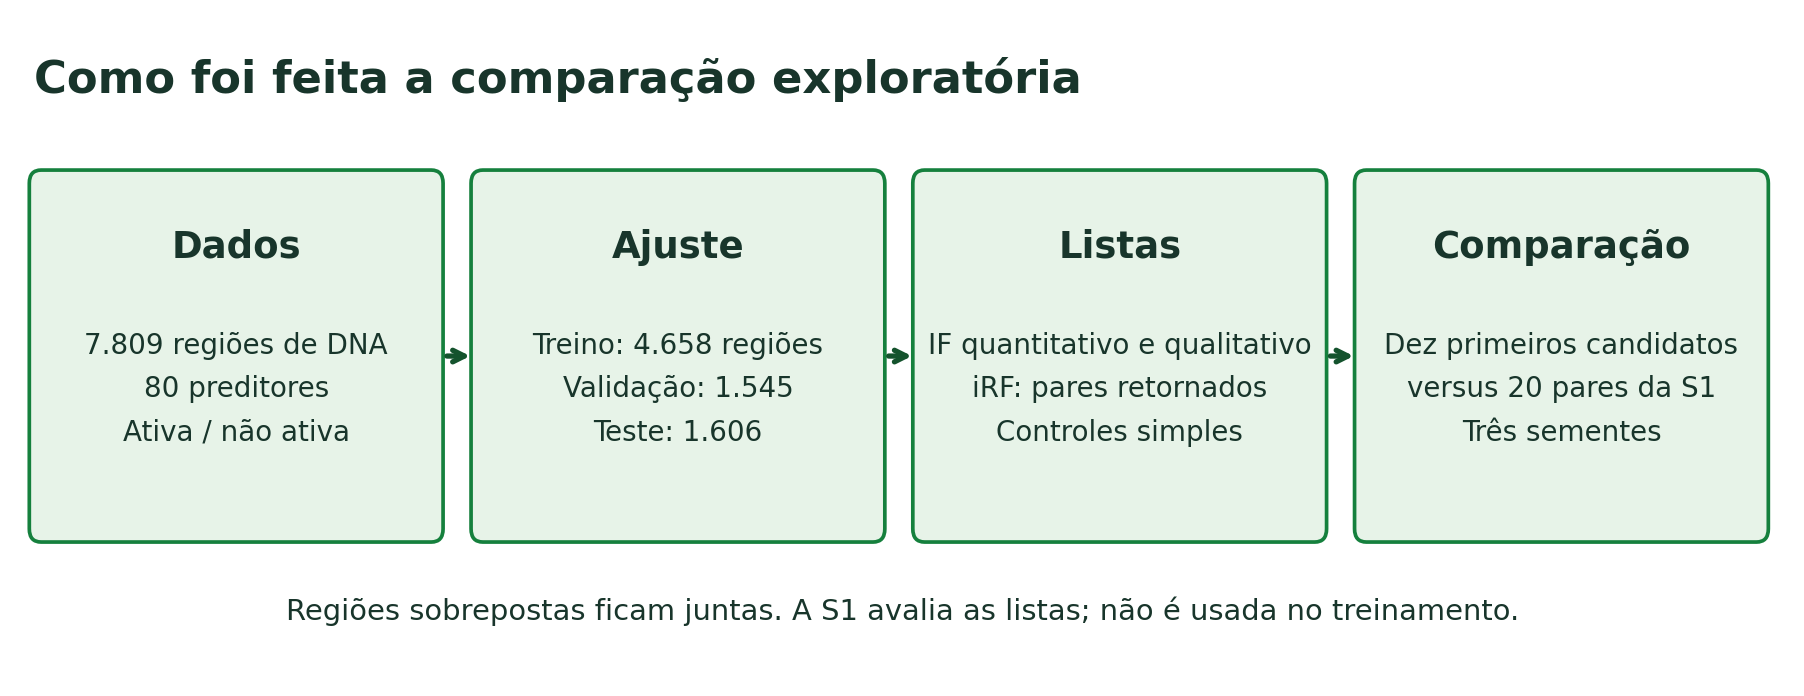 Como foi feita a comparação exploratória
Dados
7.809 regiões de DNA
80 preditores
Ativa / não ativa
Ajuste
Treino: 4.658 regiões
Validação: 1.545
Teste: 1.606
Listas
IF quantitativo e qualitativo
iRF: pares retornados
Controles simples
Comparação
Dez primeiros candidatos
versus 20 pares da S1
Três sementes
Regiões sobrepostas ficam juntas. A S1 avalia as listas; não é usada no treinamento.